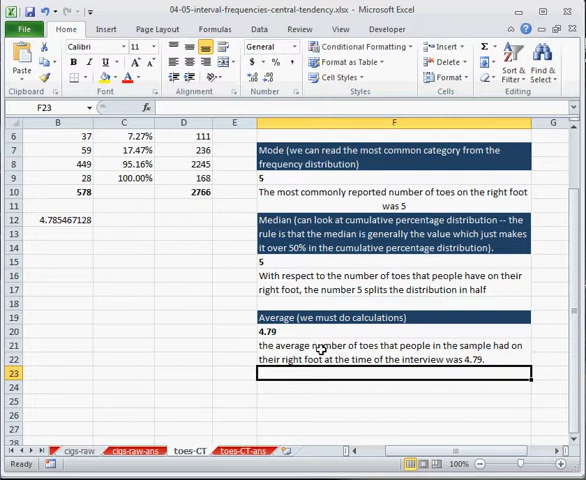 04-05-interval-frequencies-central-tendency.xlsx - Microsoft Excel
File Home Insert Page Layout Formulas Data Review View
Paste
Clipboard
Calibri 11
B I U
Font
Alignment
General
$ % ,
Number
Conditional Formatting
Format as Table
Cell Styles
Styles
Insert
Delete
Format
Cells
Σ
Sort & Filter
Find & Select
Editing
F23 fx
B C D E F G
6 37 7.27% 111
7 59 17.47% 236 Mode (we can read the most common category from the
8 449 95.16% 2245 frequency distribution)
9 28 100.00% 168 5
10 578 2766 The most commonly reported number of toes on the right foot
11 was 5
12 4.785467128 Median (can look at cumulative percentage distribution -- the
13 rule is that the median is generally the value which just makes
14 it over 50% in the cumulative percentage distribution).
15 5
16 With respect to the number of toes that people have on their
17 right foot, the number 5 splits the distribution in half
18
19 Average (we must do calculations)
20 4.79
21 the average number of toes that people in the sample had on
22 their right foot at the time of the interview was 4.79.
23
24
25
26
27
28
cigs-raw cigs-raw-ans toes-CT toes-CT-ans
Ready 100%